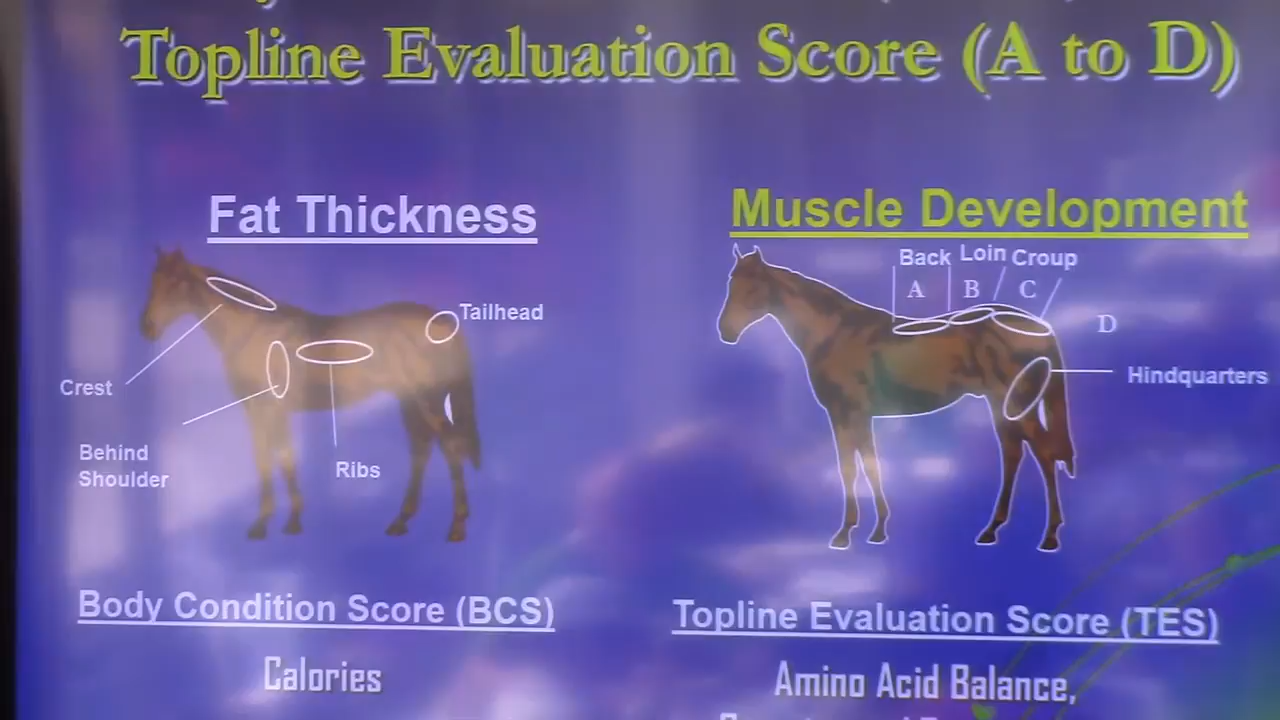 Topline Evaluation Score (A to D)
Fat Thickness
Tailhead
Crest
Behind
Shoulder
Ribs
Body Condition Score (BCS)
Calories
Muscle Development
Back Loin Croup
A B C
D
Hindquarters
Topline Evaluation Score (TES)
Amino Acid Balance,